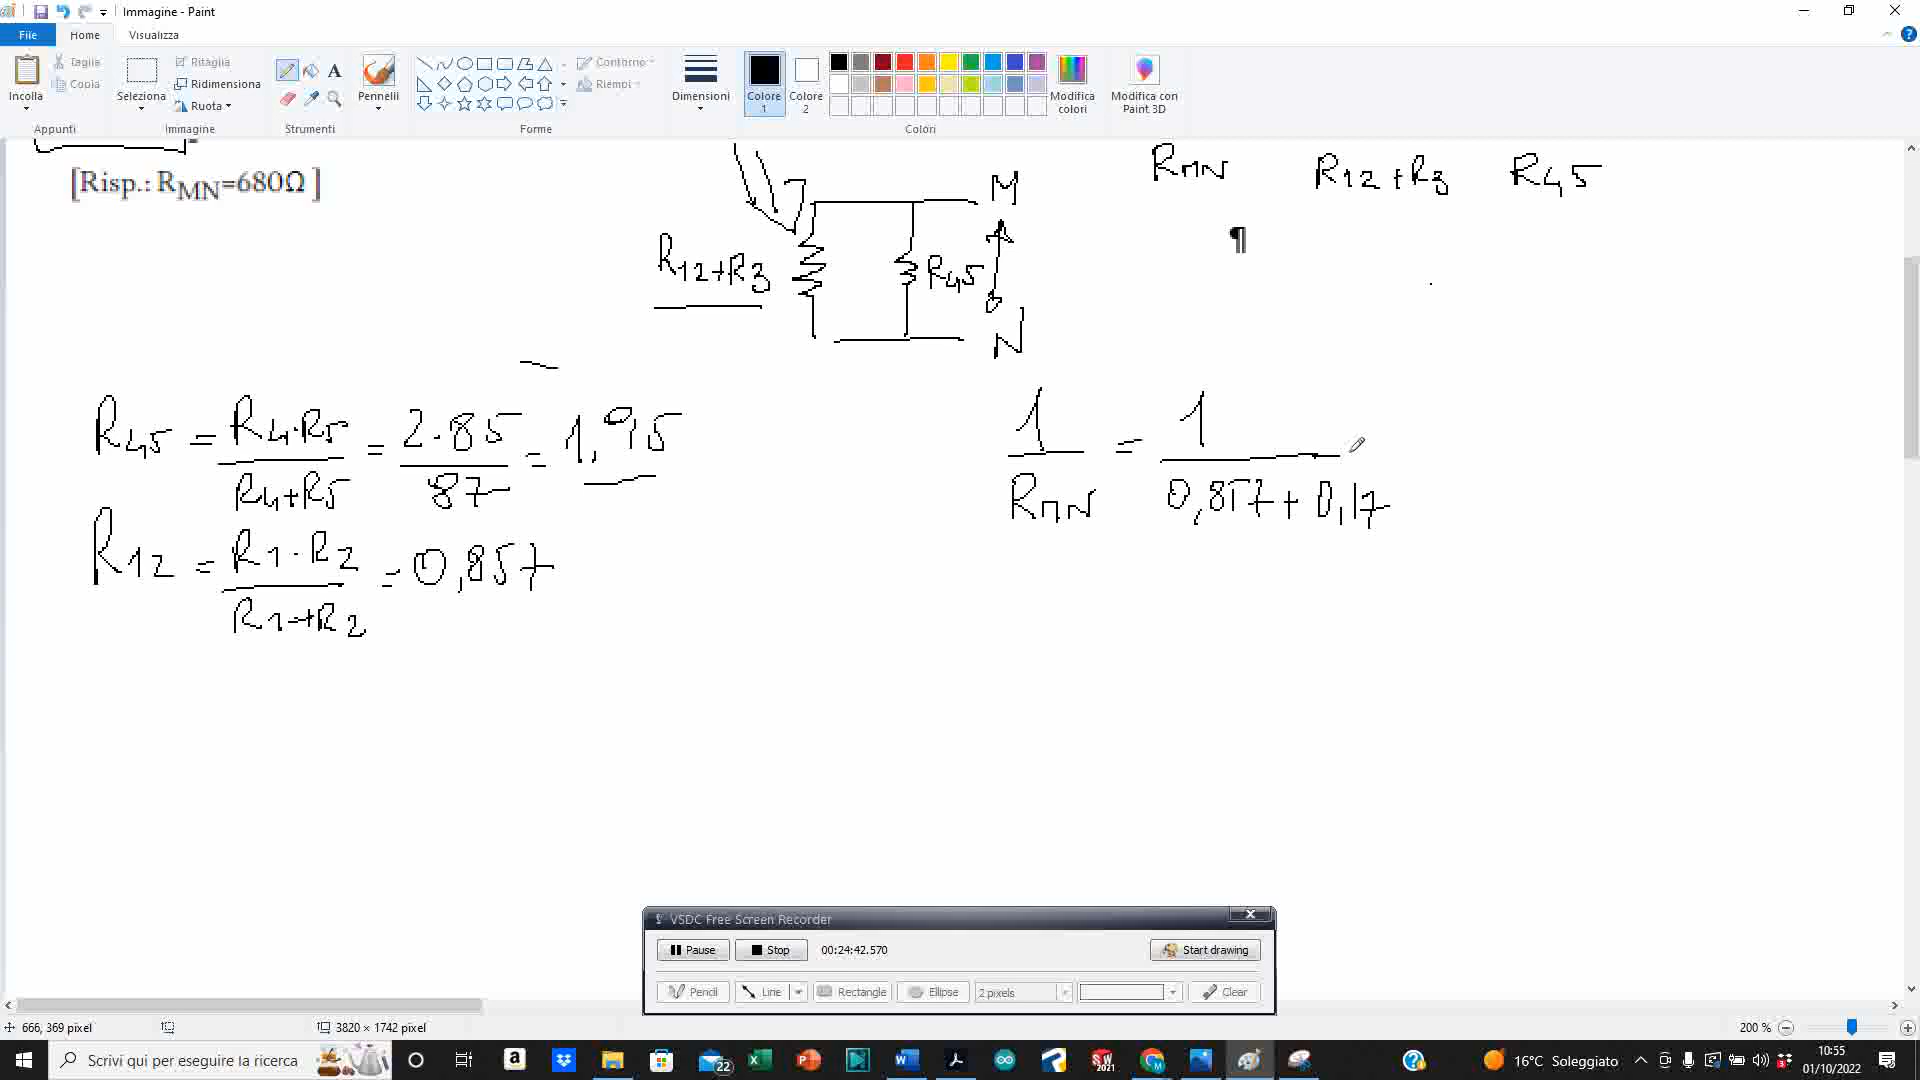 Immagine - Paint
File Home Visualizza
Incolla Taglia Copia Appunti
Seleziona Ritaglia Ridimensiona Ruota Immagine
Strumenti
Pennelli
Contorno Riempi Forme
Dimensioni
Colore 1 Colore 2 Modifica colori Colori
Modifica con Paint 3D
[Risp.: RMN=680Ω ]
RMN R12+R3 R45
M
R12+R3 R45
¶
N
R45 = R4·R5 / R4+R5 = 2·85 / 87 = 1,95
R12 = R1·R2 / R1+R2 = 0,857
1 / RMN = 1 / 0,857+0,17
VSDC Free Screen Recorder
Pause Stop 00:24:42.570 Start drawing
Pencil Line Rectangle Ellipse 2 pixels Clear
666, 369 pixel 3820 × 1742 pixel 200 %
Scrivi qui per eseguire la ricerca
22
SW 2021
16°C Soleggiato
10:55
01/10/2022